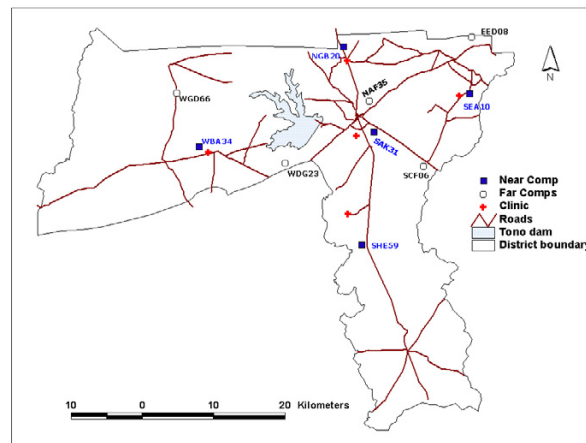 EED08
NGB20
NAF35
WGD66
SEA10
WBA34
SAK31
WDG23
SCF06
SHE59
N
Near Comp
Far Comps
Clinic
Roads
Tono dam
District boundary
10 0 10 20 Kilometers